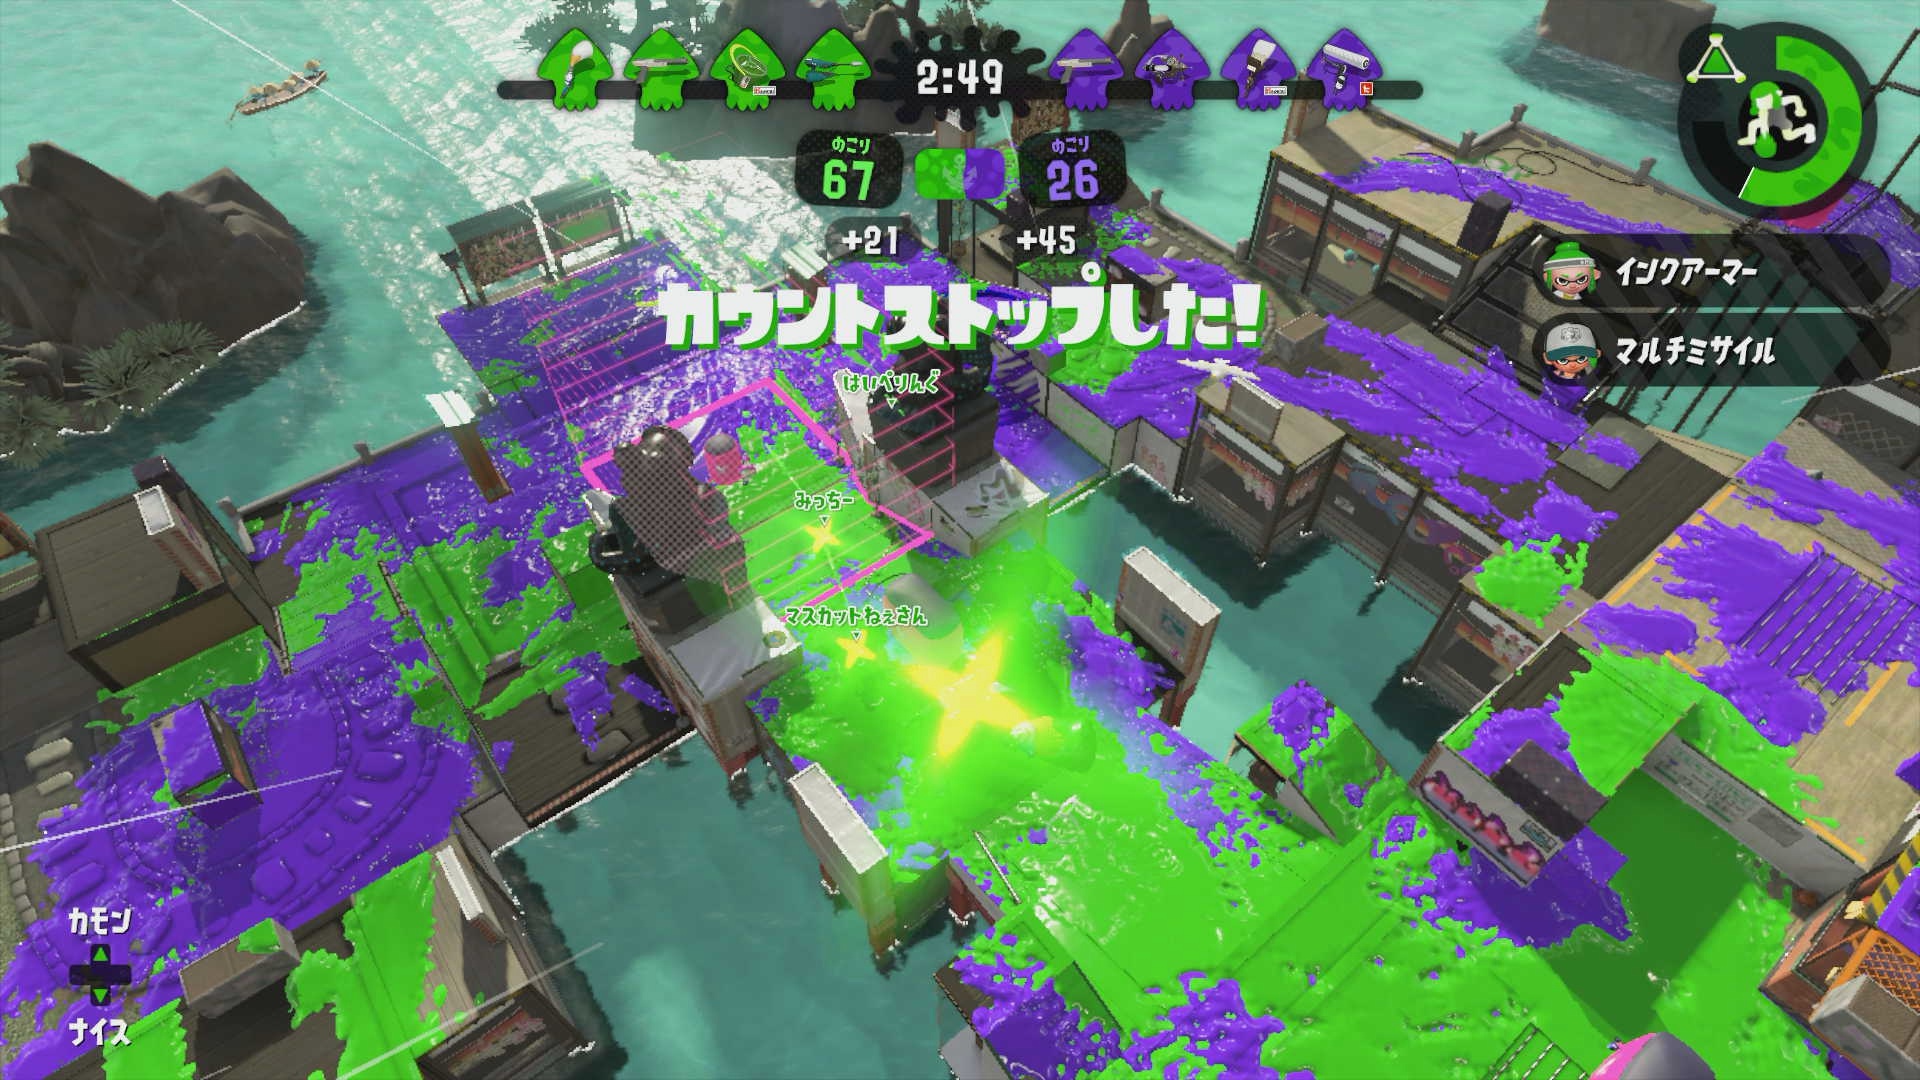 2:49
のこり
67
のこり
26
+21
+45
カウントストップした!
インクアーマー
マルチミサイル
はいぺりんぐ
みっちー
マスカットねぇさん
カモン
ナイス